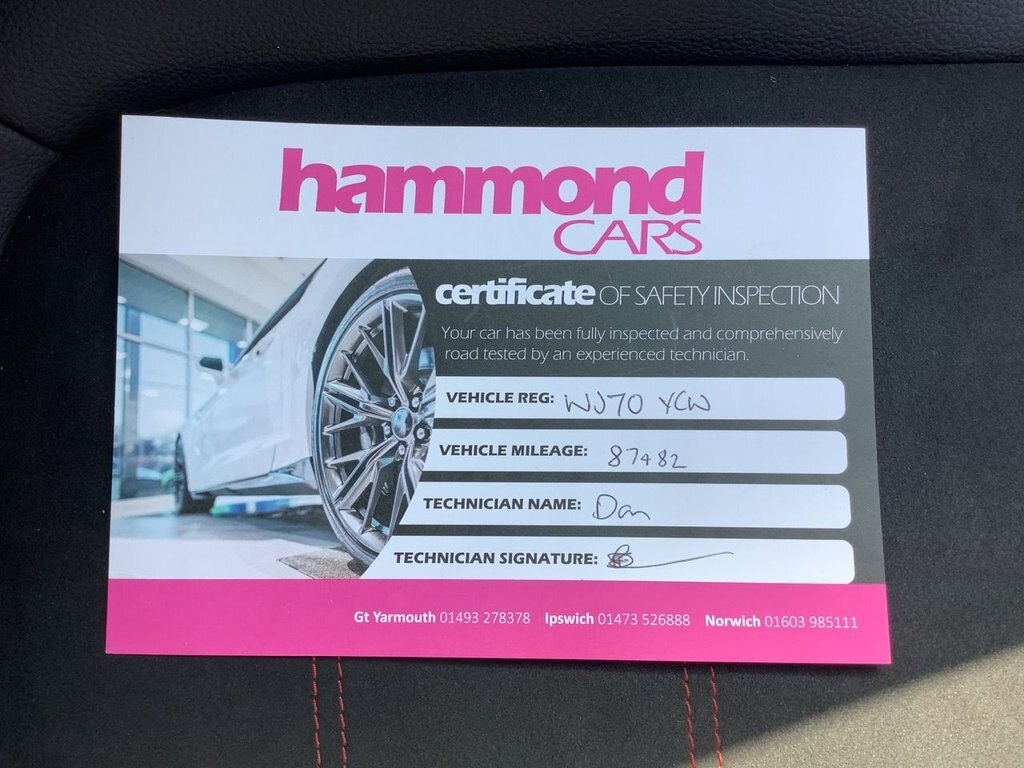 hammond
CARS
certificate OF SAFETY INSPECTION
Your car has been fully inspected and comprehensively
road tested by an experienced technician.
VEHICLE REG: WJ70 YCW
VEHICLE MILEAGE: 87482
TECHNICIAN NAME: Dan
TECHNICIAN SIGNATURE:
Gt Yarmouth 01493 278378 Ipswich 01473 526888 Norwich 01603 985111